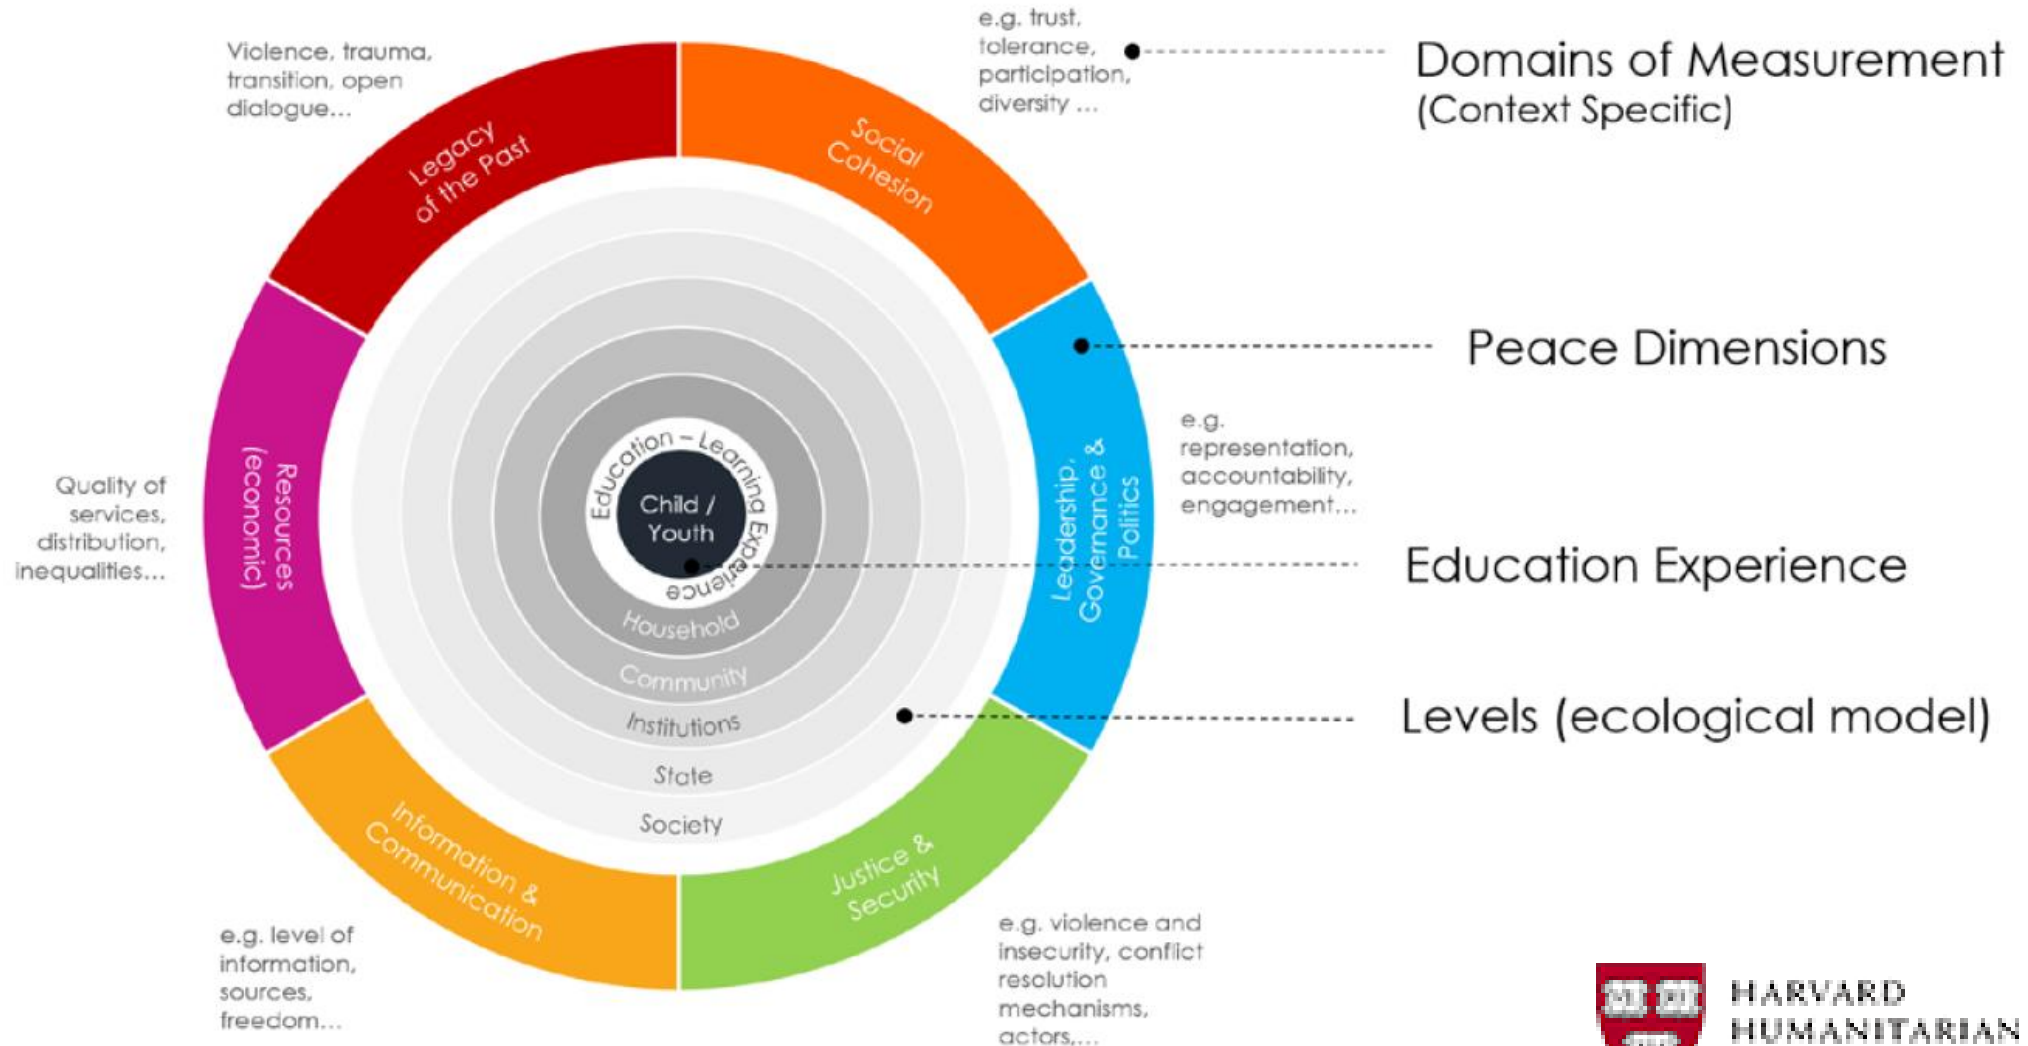 Violence, trauma,
transition, open
dialogue...
e.g. trust,
tolerance,
participation,
diversity ...
Domains of Measurement
(Context Specific)
Legacy
of the Past
Social
Cohesion
Peace Dimensions
e.g.
representation,
accountability,
engagement...
Leadership,
Governance &
Politics
Quality of
services,
distribution,
inequalities...
Resources
(economic)
Education – Learning Experience
Child /
Youth
Education Experience
Household
Community
Institutions
State
Society
Levels (ecological model)
Information &
Communication
Justice &
Security
e.g. level of
information,
sources,
freedom...
e.g. violence and
insecurity, conflict
resolution
mechanisms,
actors,...
HARVARD
HUMANITARIAN